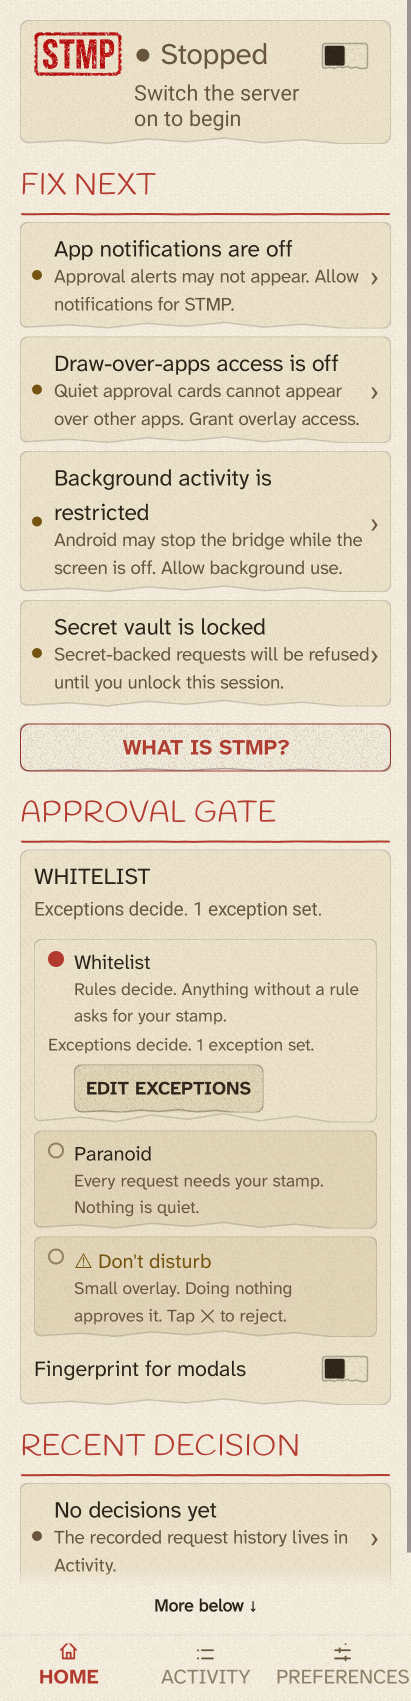 STMP
● Stopped
Switch the server
on to begin
FIX NEXT
App notifications are off
Approval alerts may not appear. Allow
notifications for STMP.
Draw-over-apps access is off
Quiet approval cards cannot appear
over other apps. Grant overlay access.
Background activity is
restricted
Android may stop the bridge while the
screen is off. Allow background use.
Secret vault is locked
Secret-backed requests will be refused
until you unlock this session.
WHAT IS STMP?
APPROVAL GATE
WHITELIST
Exceptions decide. 1 exception set.
Whitelist
Rules decide. Anything without a rule
asks for your stamp.
Exceptions decide. 1 exception set.
EDIT EXCEPTIONS
Paranoid
Every request needs your stamp.
Nothing is quiet.
⚠ Don't disturb
Small overlay. Doing nothing
approves it. Tap ✕ to reject.
Fingerprint for modals
RECENT DECISION
No decisions yet
The recorded request history lives in
Activity.
More below ↓
HOME
ACTIVITY
PREFERENCES